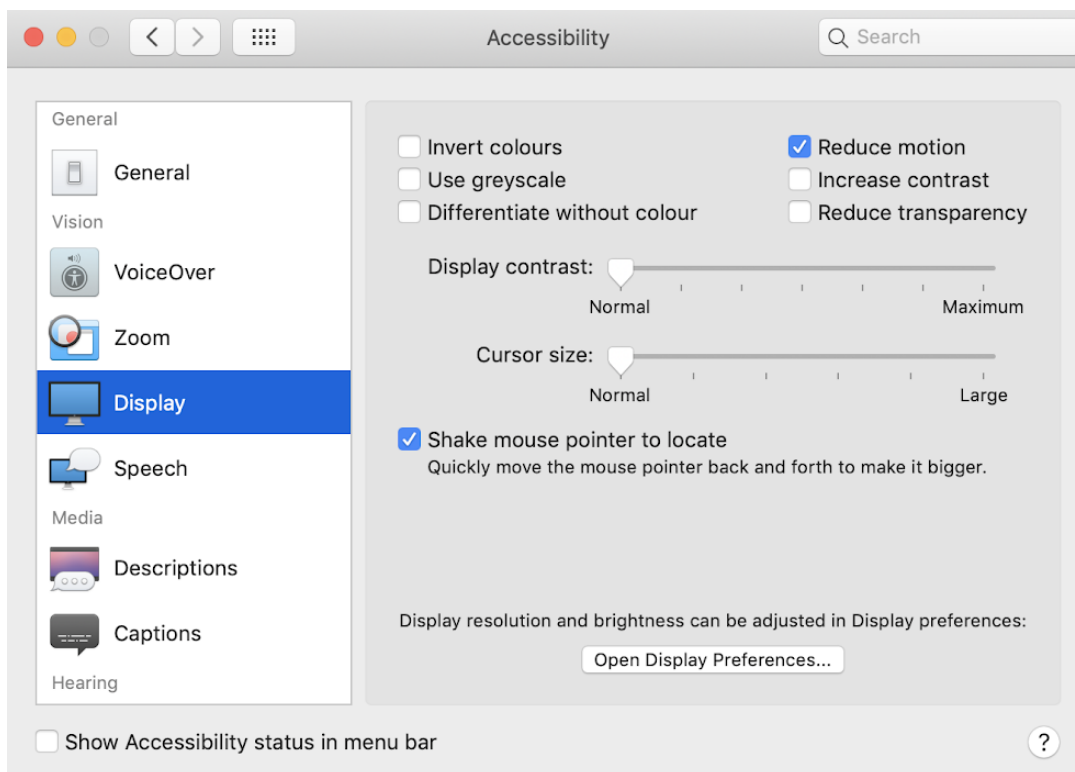 Accessibility
Search
General
General
Vision
VoiceOver
Zoom
Display
Speech
Media
Descriptions
Captions
Hearing
Invert colours
Use greyscale
Differentiate without colour
Reduce motion
Increase contrast
Reduce transparency
Display contrast:
Normal
Maximum
Cursor size:
Normal
Large
Shake mouse pointer to locate
Quickly move the mouse pointer back and forth to make it bigger.
Display resolution and brightness can be adjusted in Display preferences:
Open Display Preferences...
Show Accessibility status in menu bar
?